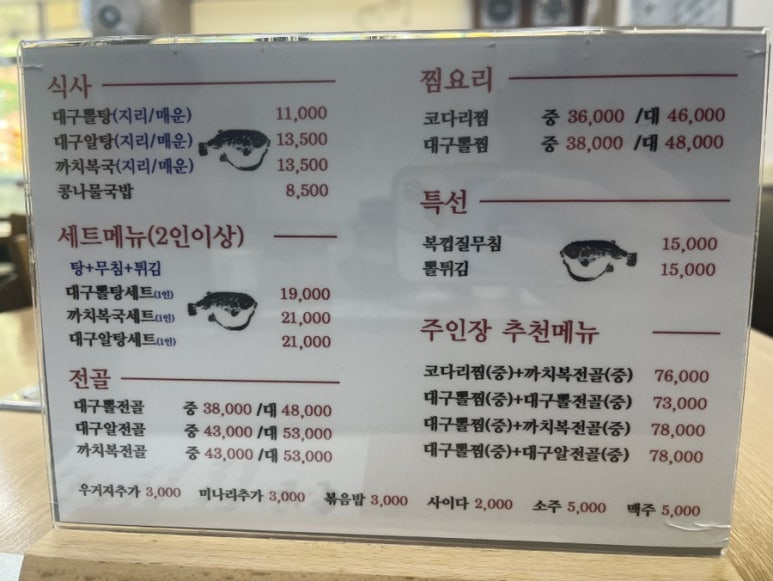 식사
대구뽈탕(지리/매운) 11,000
대구알탕(지리/매운) 13,500
까치복국(지리/매운) 13,500
콩나물국밥 8,500
세트메뉴(2인이상)
탕+무침+튀김
대구뽈탕세트(1인) 19,000
까치복국세트(1인) 21,000
대구알탕세트(1인) 21,000
전골
대구뽈전골 중 38,000 /대 48,000
대구알전골 중 43,000 /대 53,000
까치복전골 중 43,000 /대 53,000
찜요리
코다리찜 중 36,000 /대 46,000
대구뽈찜 중 38,000 /대 48,000
특선
복껍질무침 15,000
뽈튀김 15,000
주인장 추천메뉴
코다리찜(중)+까치복전골(중) 76,000
대구뽈찜(중)+대구뽈전골(중) 73,000
대구뽈찜(중)+까치복전골(중) 78,000
대구뽈찜(중)+대구알전골(중) 78,000
우거지추가 3,000 미나리추가 3,000 볶음밥 3,000 사이다 2,000 소주 5,000 맥주 5,000